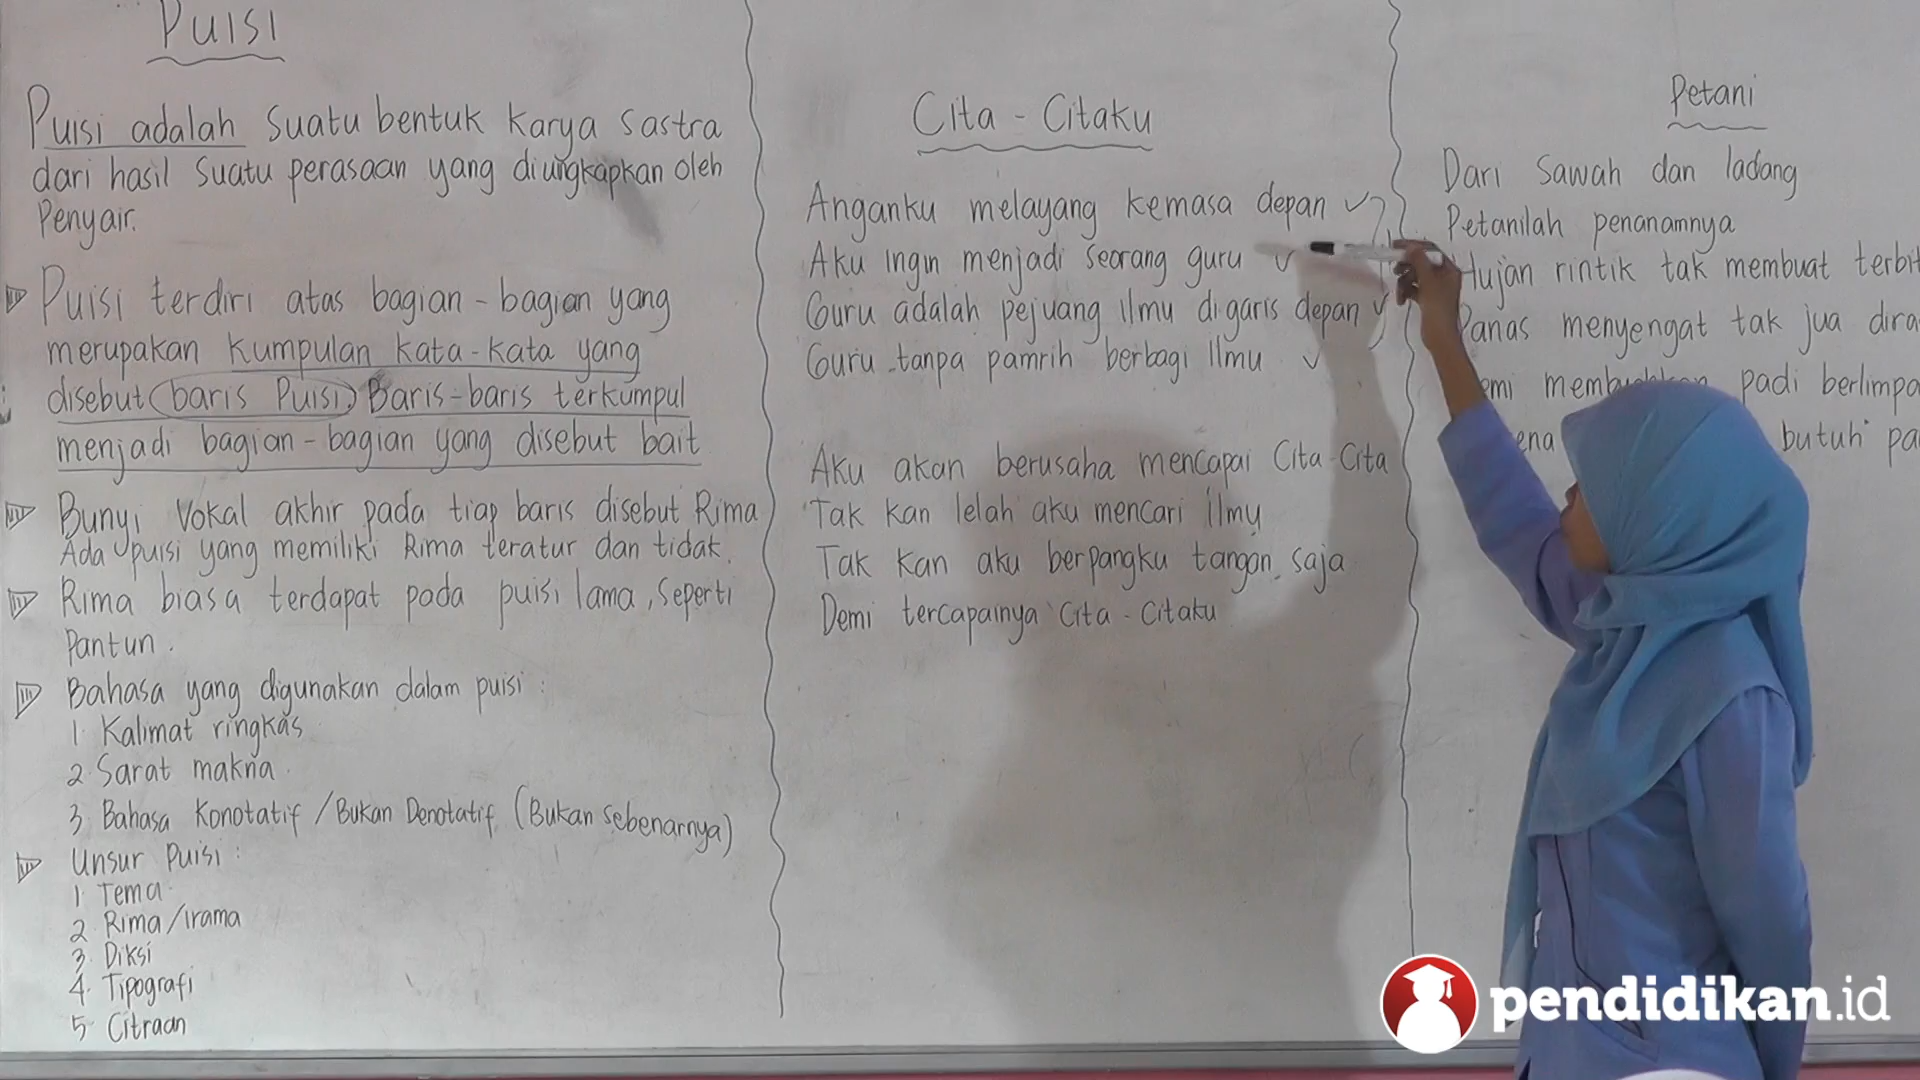 Puisi
Puisi adalah suatu bentuk karya sastra
dari hasil suatu perasaan yang diungkapkan oleh
Penyair.
Puisi terdiri atas bagian-bagian yang
merupakan kumpulan kata-kata yang
disebut (baris Puisi) Baris-baris terkumpul
menjadi bagian-bagian yang disebut bait
Bunyi vokal akhir pada tiap baris disebut Rima
Ada puisi yang memiliki Rima teratur dan tidak.
Rima biasa terdapat pada puisi lama, seperti
Pantun.
Bahasa yang digunakan dalam puisi :
1. Kalimat ringkas
2. Sarat makna.
3. Bahasa Konotatif / Bukan Denotatif (Bukan sebenarnya)
Unsur Puisi :
1. Tema
2. Rima/irama
3. Diksi
4. Tipografi
5. Citraan
Cita - Citaku
Anganku melayang kemasa depan
Aku ingin menjadi seorang guru
Guru adalah pejuang ilmu digaris depan
Guru tanpa pamrih berbagi Ilmu
Aku akan berusaha mencapai Cita-Cita
Tak kan lelah aku mencari ilmu
Tak kan aku berpangku tangan saja
Demi tercapainya Cita-Citaku
Petani
Dari Sawah dan ladang
Petanilah penanamnya
Hujan rintik tak membuat terbit
Panas menyengat tak jua dira
emi padi berlimpa
ena butuh pa
pendidikan.id